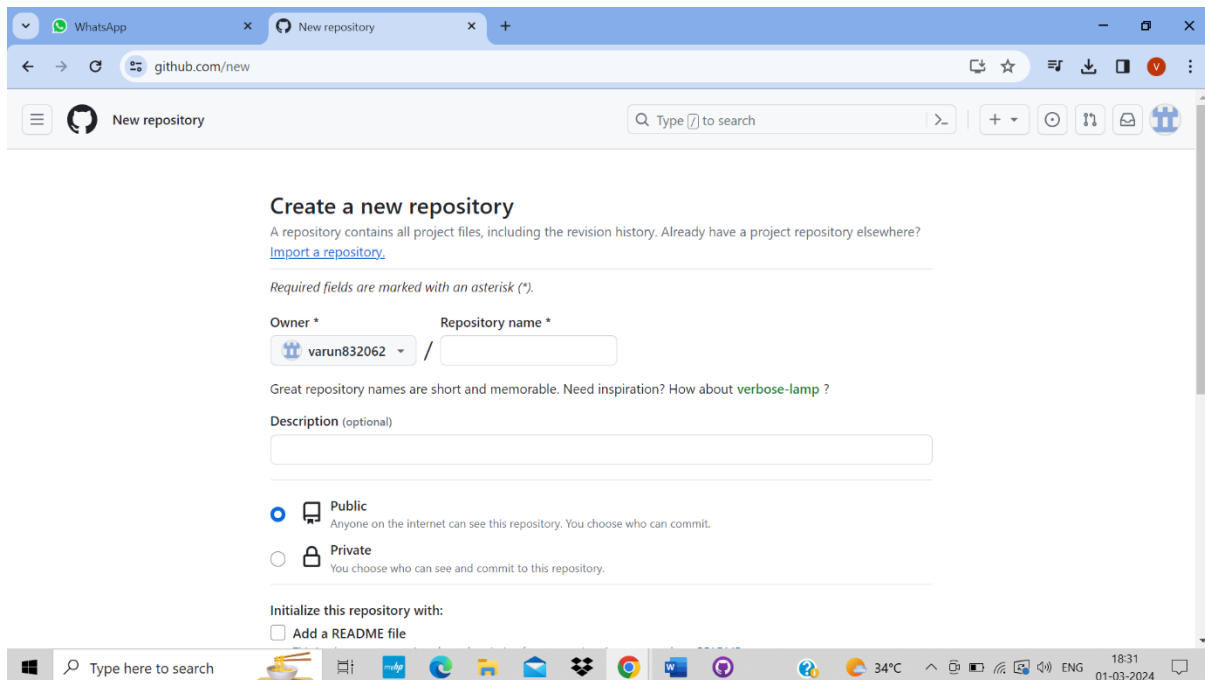 WhatsApp
New repository
github.com/new
V
New repository
Type / to search
Create a new repository
A repository contains all project files, including the revision history. Already have a project repository elsewhere?
Import a repository.
Required fields are marked with an asterisk (*).
Owner *
Repository name *
varun832062
/
Great repository names are short and memorable. Need inspiration? How about verbose-lamp ?
Description (optional)
Public
Anyone on the internet can see this repository. You choose who can commit.
Private
You choose who can see and commit to this repository.
Initialize this repository with:
Add a README file
Type here to search
myhp
W
34°C
ENG
18:31
01-03-2024